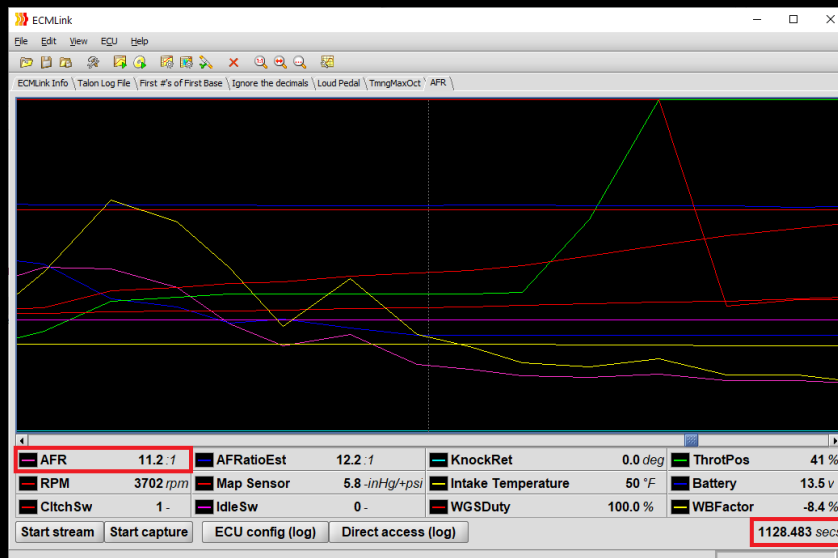 ECMLink
File Edit View ECU Help
ECMLink Info Talon Log File First #'s of First Base Ignore the decimals Loud Pedal TmngMaxOct AFR
AFR 11.2 :1 AFRatioEst 12.2 :1 KnockRet 0.0 deg ThrotPos 41 %
RPM 3702 rpm Map Sensor 5.8 -inHg/+psi Intake Temperature 50 °F Battery 13.5 v
CltchSw 1 - IdleSw 0 - WGSDuty 100.0 % WBFactor -8.4 %
Start stream Start capture ECU config (log) Direct access (log) 1128.483 secs